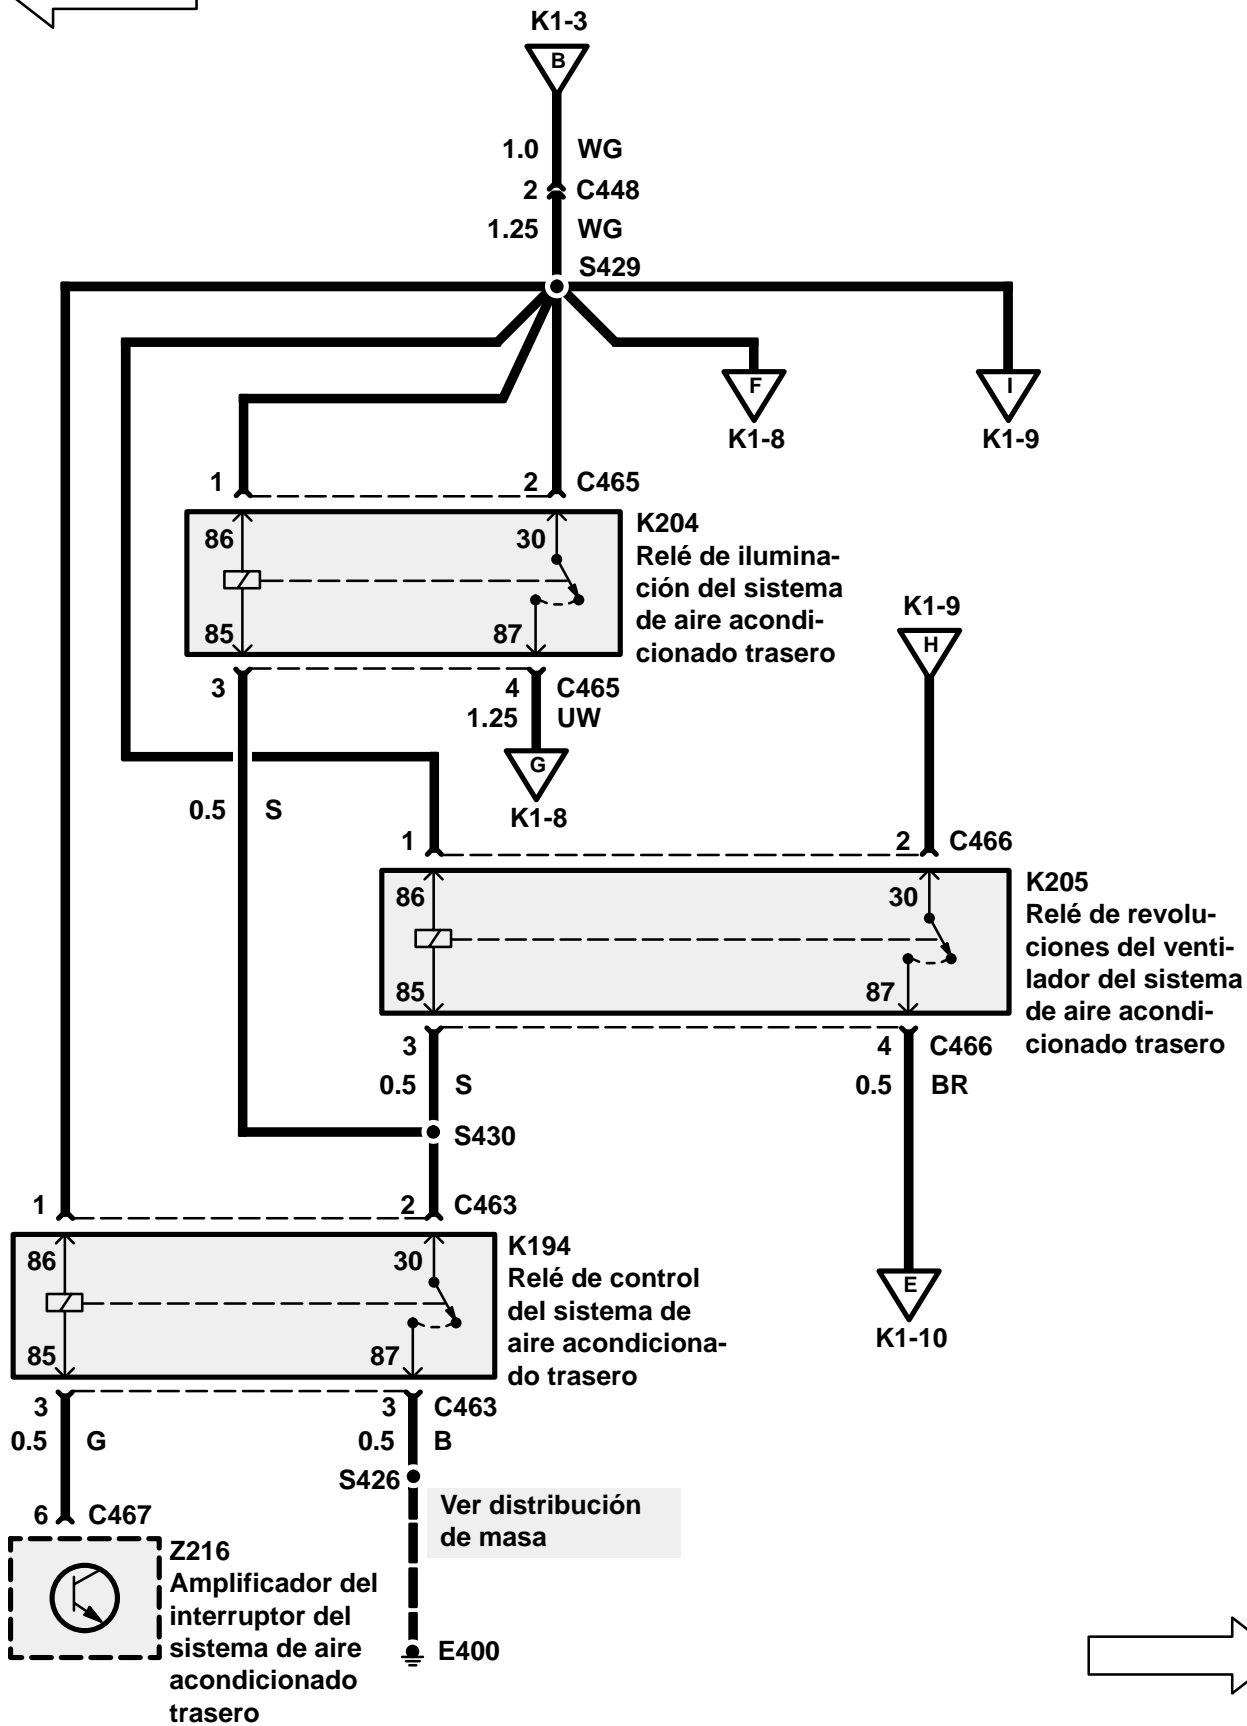 K1-3
B
1.0 WG
2 C448
1.25 WG
S429
F
K1-8
I
K1-9
1 2 C465
86 30
85 87
K204
Relé de ilumina-
ción del sistema
de aire acondi-
cionado trasero
3 4 C465
1.25 UW
G
K1-8
0.5 S
K1-9
H
1 2 C466
86 30
85 87
K205
Relé de revolu-
ciones del venti-
lador del sistema
de aire acondi-
cionado trasero
3 4 C466
0.5 S 0.5 BR
S430
E
K1-10
1 2 C463
86 30
85 87
K194
Relé de control
del sistema de
aire acondiciona-
do trasero
3 3 C463
0.5 G 0.5 B
S426
Ver distribución
de masa
6 C467
Z216
Amplificador del
interruptor del
sistema de aire
acondicionado
trasero
E400